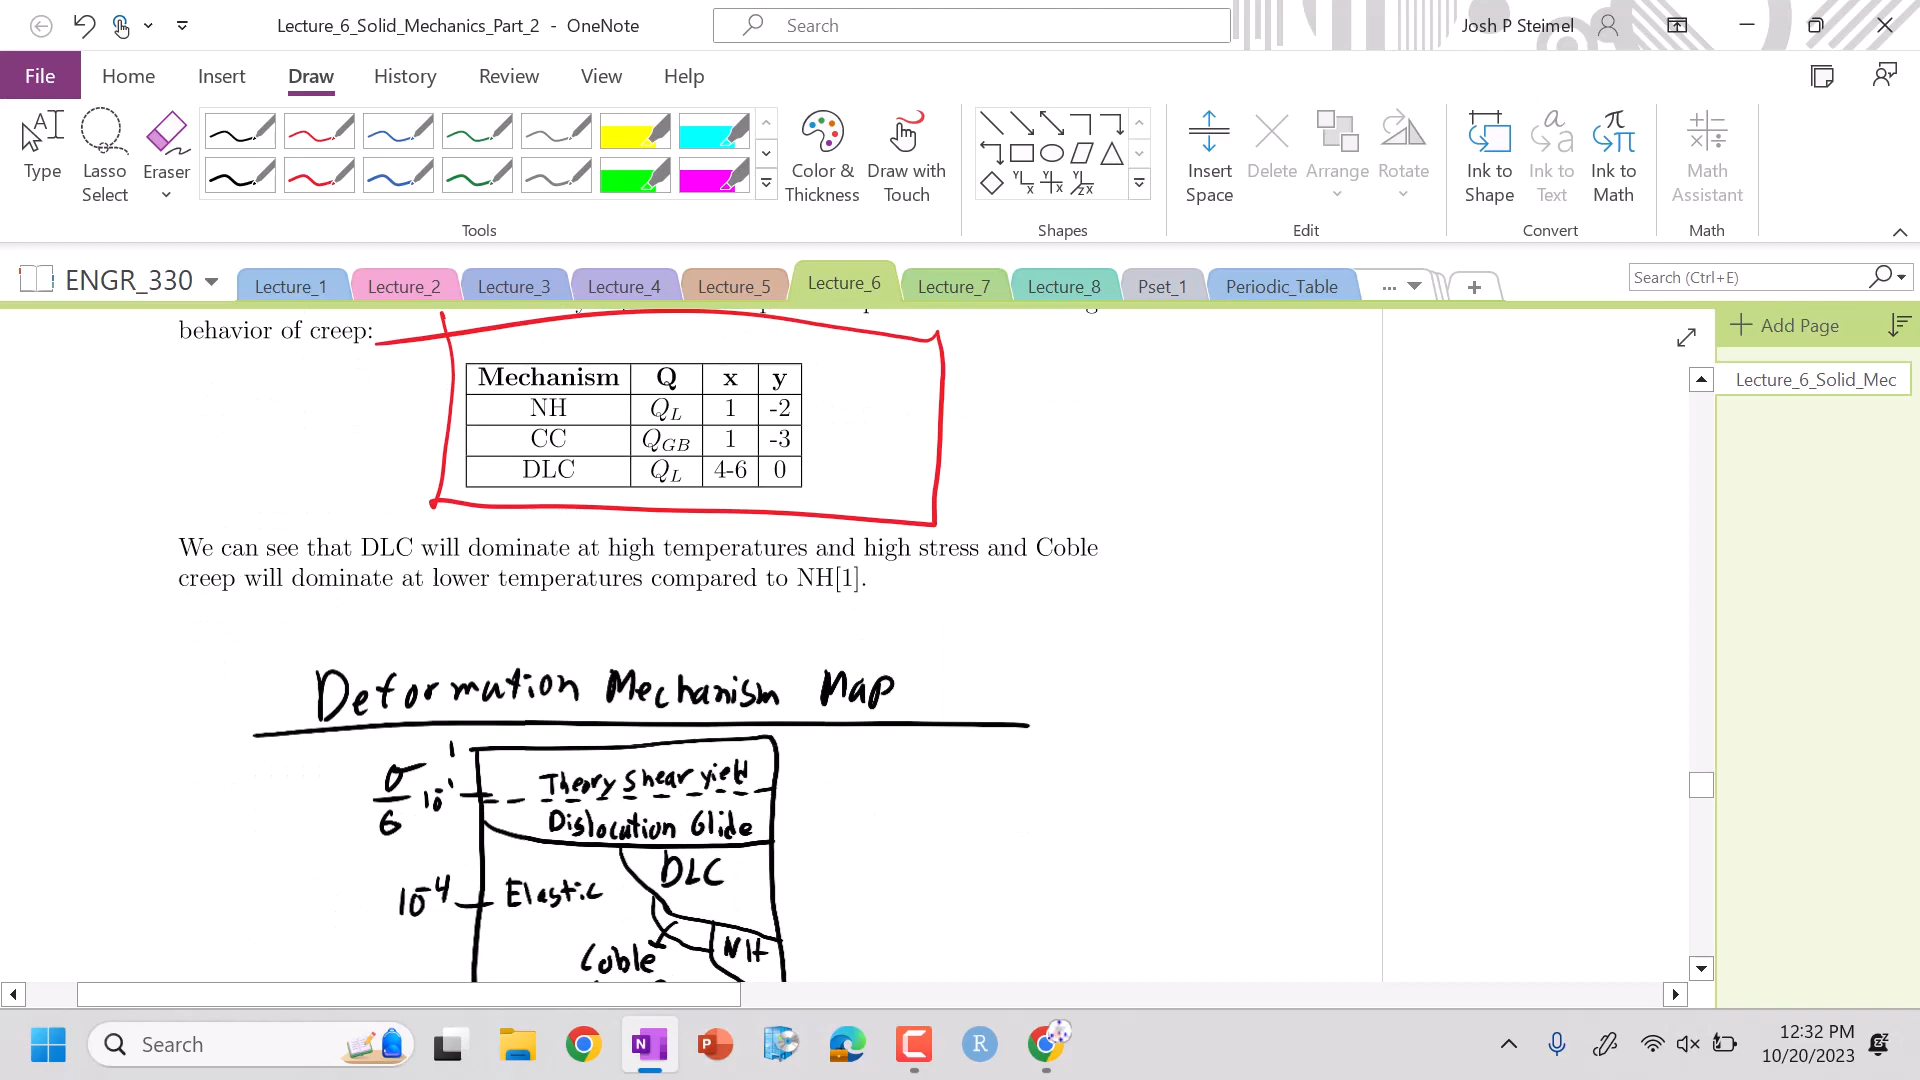 Lecture_6_Solid_Mechanics_Part_2 - OneNote
Search
Josh P Steimel
File Home Insert Draw History Review View Help
Type
Lasso Select
Eraser
Color & Thickness
Draw with Touch
Insert Space
Delete
Arrange
Rotate
Ink to Shape
Ink to Text
Ink to Math
Math Assistant
Tools Shapes Edit Convert Math
ENGR_330
Lecture_1 Lecture_2 Lecture_3 Lecture_4 Lecture_5 Lecture_6 Lecture_7 Lecture_8 Pset_1 Periodic_Table ...
Search (Ctrl+E)
Add Page
Lecture_6_Solid_Mec
behavior of creep:
Mechanism Q x y
NH Q_L 1 -2
CC Q_GB 1 -3
DLC Q_L 4-6 0
We can see that DLC will dominate at high temperatures and high stress and Coble
creep will dominate at lower temperatures compared to NH[1].
Deformation Mechanism Map
1
σ/G
10⁻¹
Theory Shear yield
Dislocation Glide
DLC
10⁻⁴
Elastic
Coble
NH
Search
12:32 PM
10/20/2023